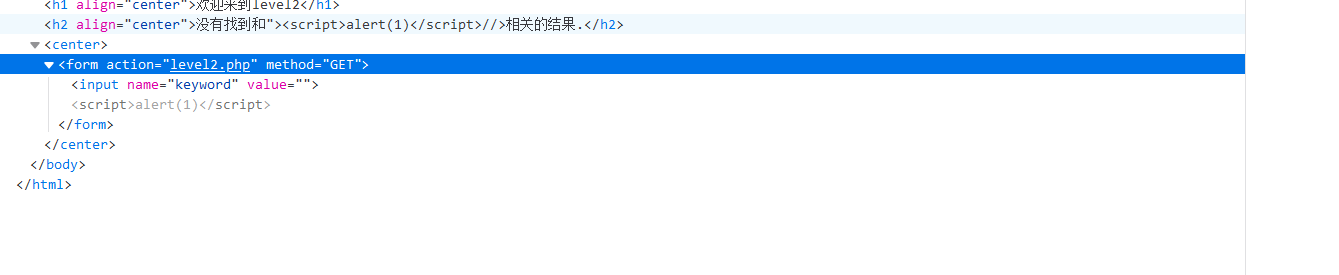 <h1 align="center">欢迎来到level2</h1>
<h2 align="center">没有找到和"><script>alert(1)</script>//>相关的结果.</h2>
<center>
<form action="level2.php" method="GET">
<input name="keyword" value="">
<script>alert(1)</script>
</form>
</center>
</body>
</html>